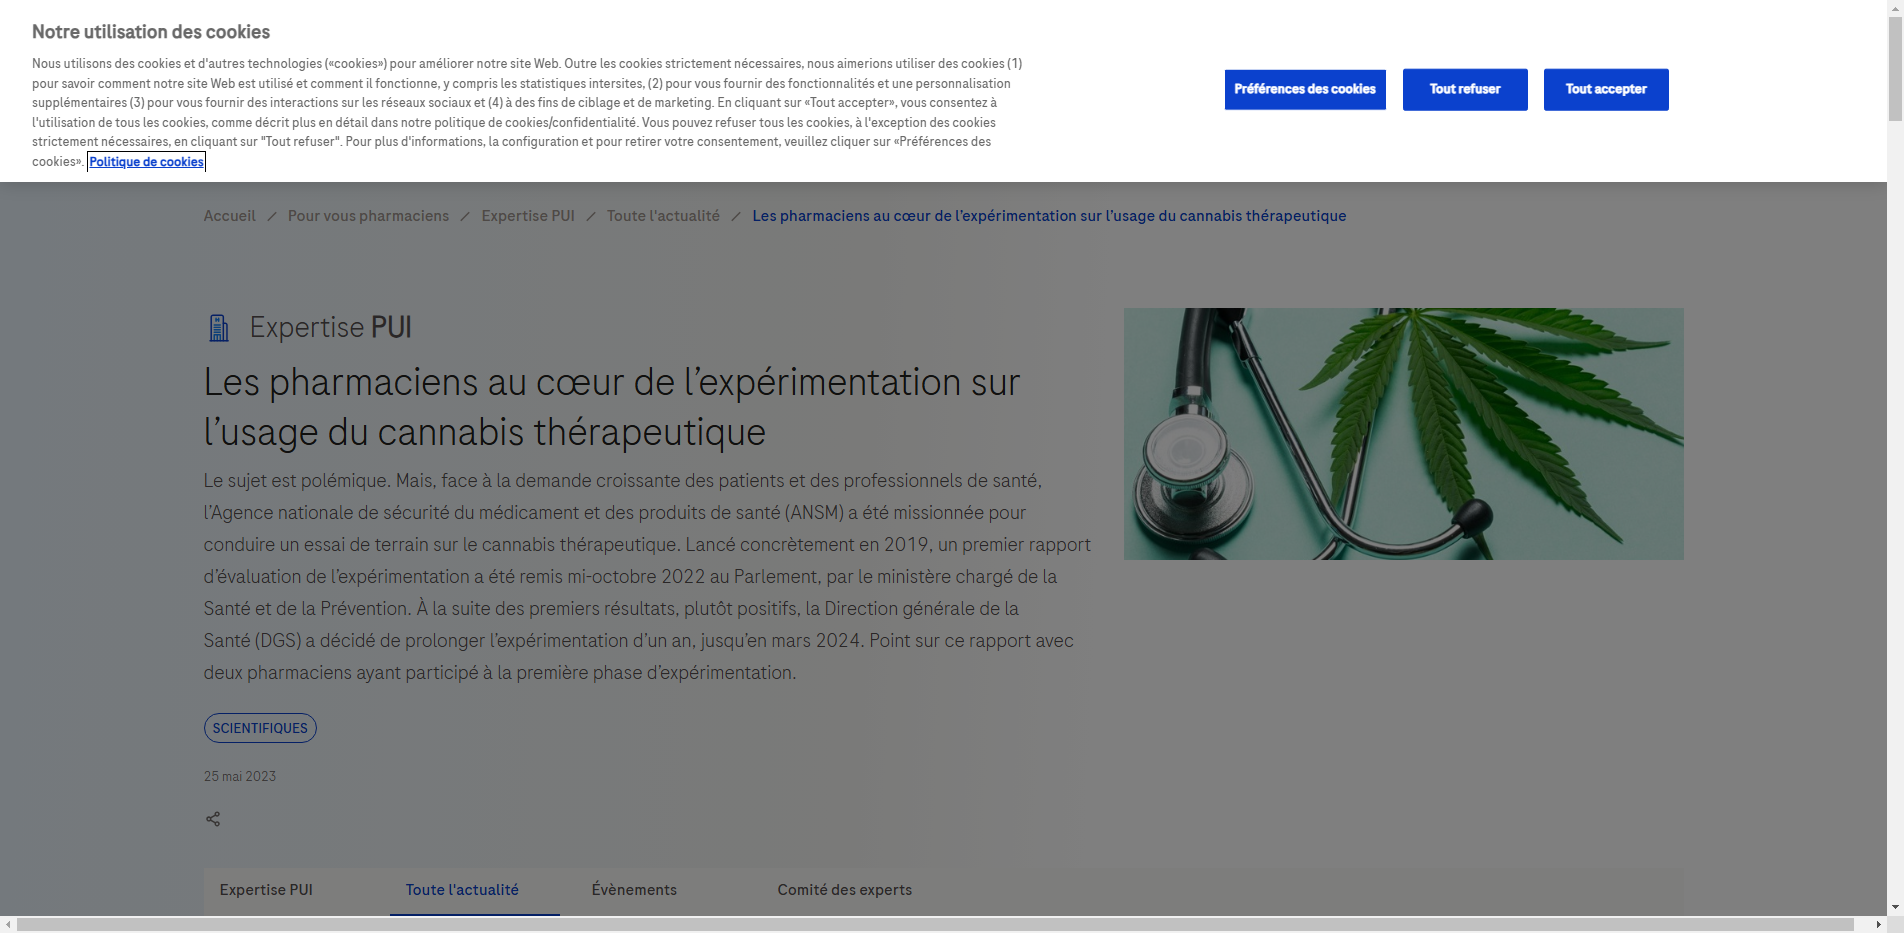 Notre utilisation des cookies
Nous utilisons des cookies et d'autres technologies («cookies») pour améliorer notre site Web. Outre les cookies strictement nécessaires, nous aimerions utiliser des cookies (1)
pour savoir comment notre site Web est utilisé et comment il fonctionne, y compris les statistiques intersites, (2) pour vous fournir des fonctionnalités et une personnalisation
supplémentaires (3) pour vous fournir des interactions sur les réseaux sociaux et (4) à des fins de ciblage et de marketing. En cliquant sur «Tout accepter», vous consentez à
l'utilisation de tous les cookies, comme décrit plus en détail dans notre politique de cookies/confidentialité. Vous pouvez refuser tous les cookies, à l'exception des cookies
strictement nécessaires, en cliquant sur "Tout refuser". Pour plus d'informations, la configuration et pour retirer votre consentement, veuillez cliquer sur «Préférences des
cookies». Politique de cookies
Préférences des cookies Tout refuser Tout accepter
Accueil / Pour vous pharmaciens / Expertise PUI / Toute l'actualité / Les pharmaciens au cœur de l’expérimentation sur l’usage du cannabis thérapeutique
Expertise PUI
Les pharmaciens au cœur de l’expérimentation sur
l’usage du cannabis thérapeutique
Le sujet est polémique. Mais, face à la demande croissante des patients et des professionnels de santé,
l’Agence nationale de sécurité du médicament et des produits de santé (ANSM) a été missionnée pour
conduire un essai de terrain sur le cannabis thérapeutique. Lancé concrètement en 2019, un premier rapport
d’évaluation de l’expérimentation a été remis mi-octobre 2022 au Parlement, par le ministère chargé de la
Santé et de la Prévention. À la suite des premiers résultats, plutôt positifs, la Direction générale de la
Santé (DGS) a décidé de prolonger l’expérimentation d’un an, jusqu’en mars 2024. Point sur ce rapport avec
deux pharmaciens ayant participé à la première phase d’expérimentation.
SCIENTIFIQUES
25 mai 2023
Expertise PUI Toute l'actualité Évènements Comité des experts